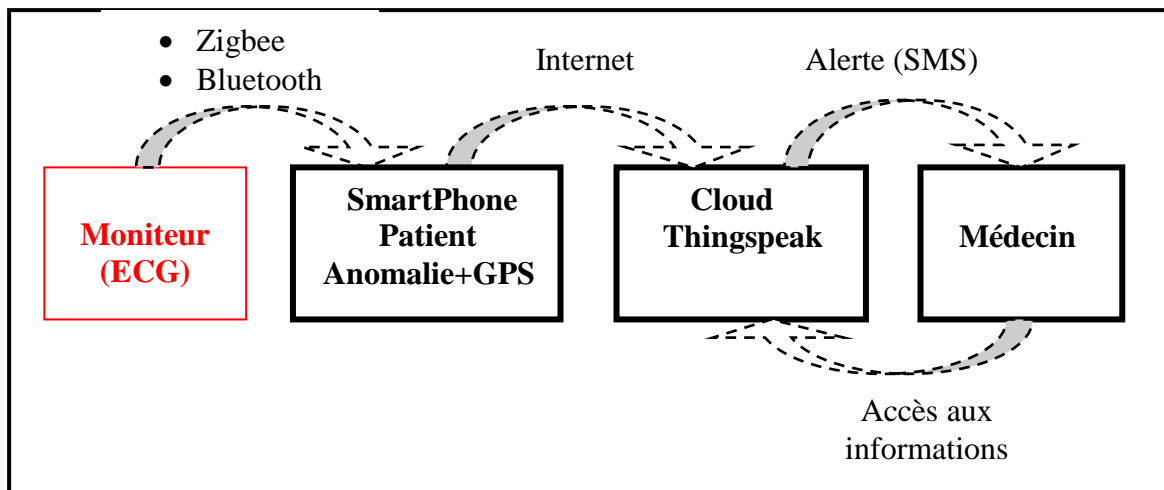 • Zigbee
• Bluetooth
Internet
Alerte (SMS)
Moniteur
(ECG)
SmartPhone
Patient
Anomalie+GPS
Cloud
Thingspeak
Médecin
Accès aux
informations